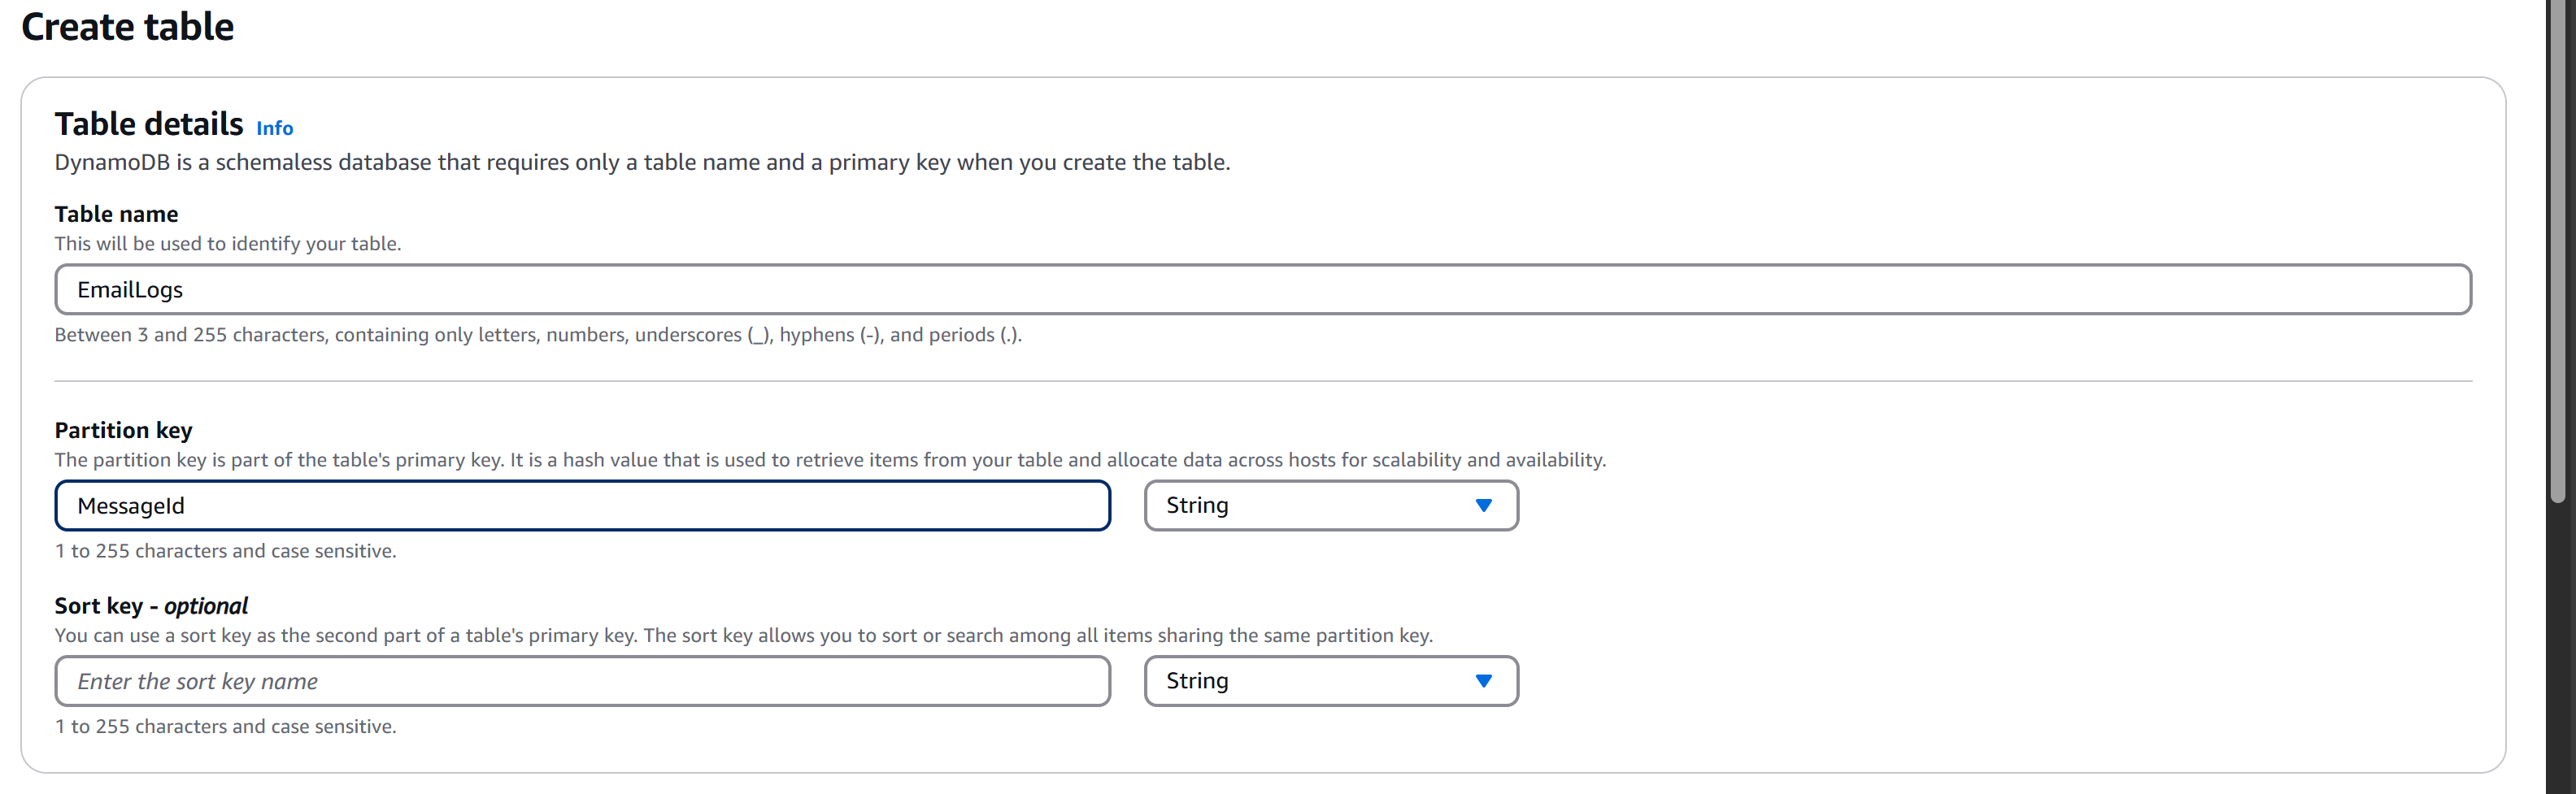 Create table
Table details Info
DynamoDB is a schemaless database that requires only a table name and a primary key when you create the table.
Table name
This will be used to identify your table.
EmailLogs
Between 3 and 255 characters, containing only letters, numbers, underscores (_), hyphens (-), and periods (.).
Partition key
The partition key is part of the table's primary key. It is a hash value that is used to retrieve items from your table and allocate data across hosts for scalability and availability.
MessageId String
1 to 255 characters and case sensitive.
Sort key - optional
You can use a sort key as the second part of a table's primary key. The sort key allows you to sort or search among all items sharing the same partition key.
Enter the sort key name String
1 to 255 characters and case sensitive.